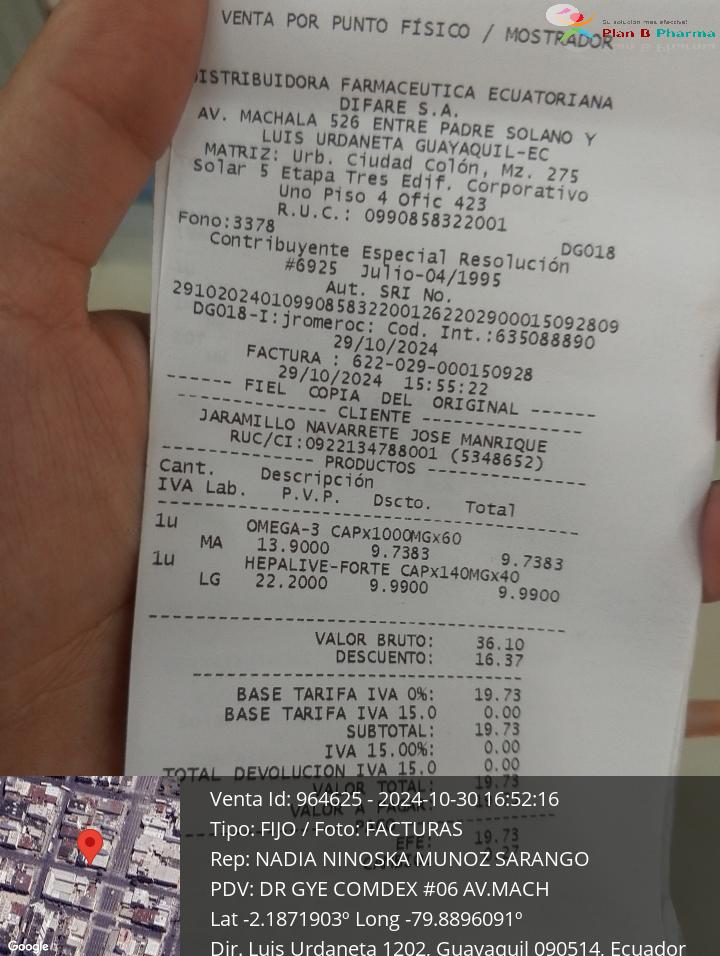 VENTA POR PUNTO FÍSICO / MOSTRADOR
Su solución más efectiva!
Plan B Pharma
DISTRIBUIDORA FARMACEUTICA ECUATORIANA
DIFARE S.A.
AV. MACHALA 526 ENTRE PADRE SOLANO Y
LUIS URDANETA GUAYAQUIL-EC
MATRIZ: Urb. Ciudad Colón, Mz. 275
Solar 5 Etapa Tres Edif. Corporativo
Uno Piso 4 Ofic 423
R.U.C.: 0990858322001
Fono:3378 DG018
Contribuyente Especial Resolución
#6925 Julio-04/1995
Aut. SRI No.
2910202401099085832200126220290001509280​9
DG018-I:jromeroc: Cod. Int.:635088890
29/10/2024
FACTURA : 622-029-000150928
29/10/2024 15:55:22
------ FIEL COPIA DEL ORIGINAL ------
--------------- CLIENTE ----------------
JARAMILLO NAVARRETE JOSE MANRIQUE
RUC/CI:0922134788001 (5348652)
--------------- PRODUCTOS ----------------
Cant. Descripción
IVA Lab. P.V.P. Dscto. Total
1u OMEGA-3 CAPx1000MGx60
MA 13.9000 9.7383 9.7383
1u HEPALIVE-FORTE CAPx140MGx40
LG 22.2000 9.9900 9.9900
VALOR BRUTO: 36.10
DESCUENTO: 16.37
BASE TARIFA IVA 0%: 19.73
BASE TARIFA IVA 15.0 0.00
SUBTOTAL: 19.73
IVA 15.00%: 0.00
TOTAL DEVOLUCION IVA 15.0 0.00
VALOR TOTAL: 19.73
VALOR A PAGAR:
EFE: 19.73
Venta Id: 964625 - 2024-10-30 16:52:16
Tipo: FIJO / Foto: FACTURAS
Rep: NADIA NINOSKA MUNOZ SARANGO
PDV: DR GYE COMDEX #06 AV.MACH
Lat -2.1871903º Long -79.8896091º
Dir. Luis Urdaneta 1202, Guayaquil 090514, Ecuador
Google